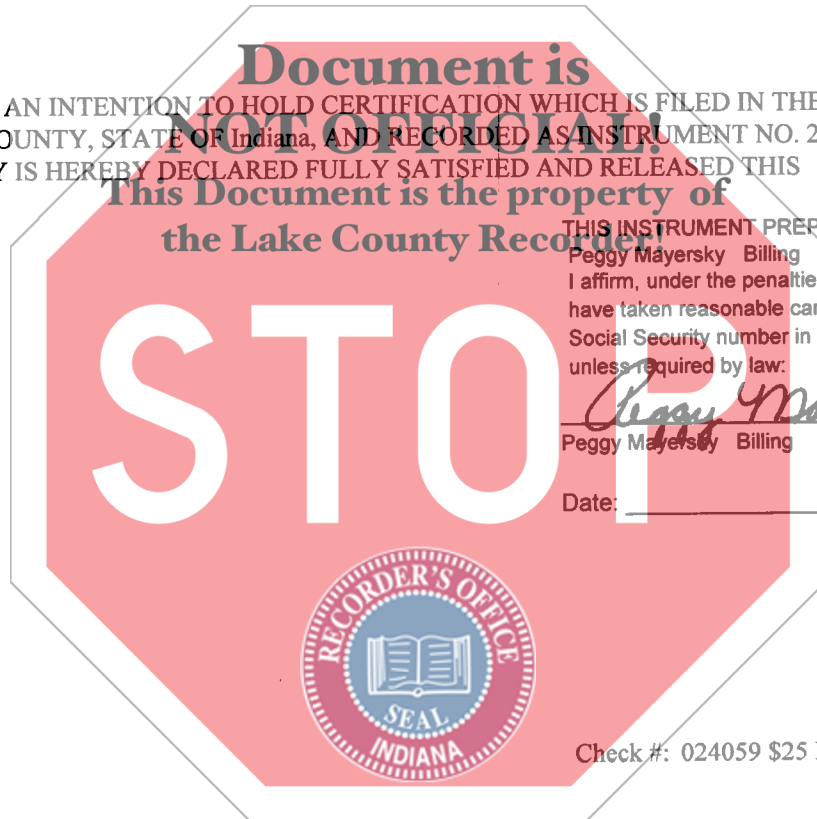 Document is
AN INTENTION TO HOLD CERTIFICATION WHICH IS FILED IN THE
OUNTY, STATE OF Indiana, AND RECORDED AS INSTRUMENT NO. 2
NOT OFFICIAL!
Y IS HEREBY DECLARED FULLY SATISFIED AND RELEASED THIS
This Document is the property of
the Lake County Recorder!
THIS INSTRUMENT PREP
Peggy Mayersky Billing
I affirm, under the penaltie
have taken reasonable car
Social Security number in
unless required by law:
STOP
Peggy Ma
Peggy Mayersky Billing
Date:
RECORDER'S OFFICE
SEAL
INDIANA
Check #: 024059 $25